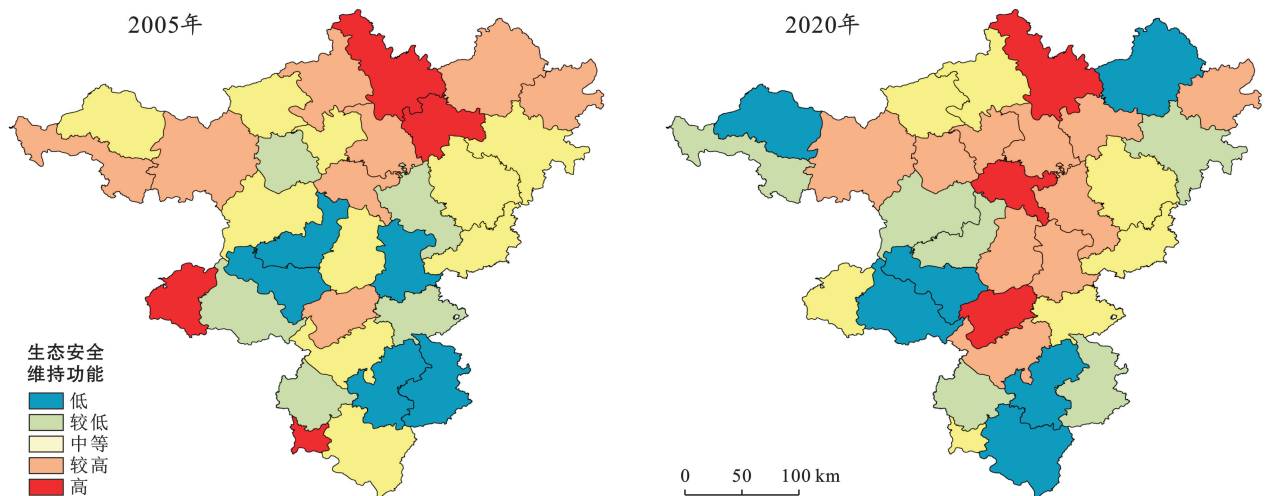 2005年
2020年
生态安全
维持功能
低
较低
中等
较高
高
0 50 100 km